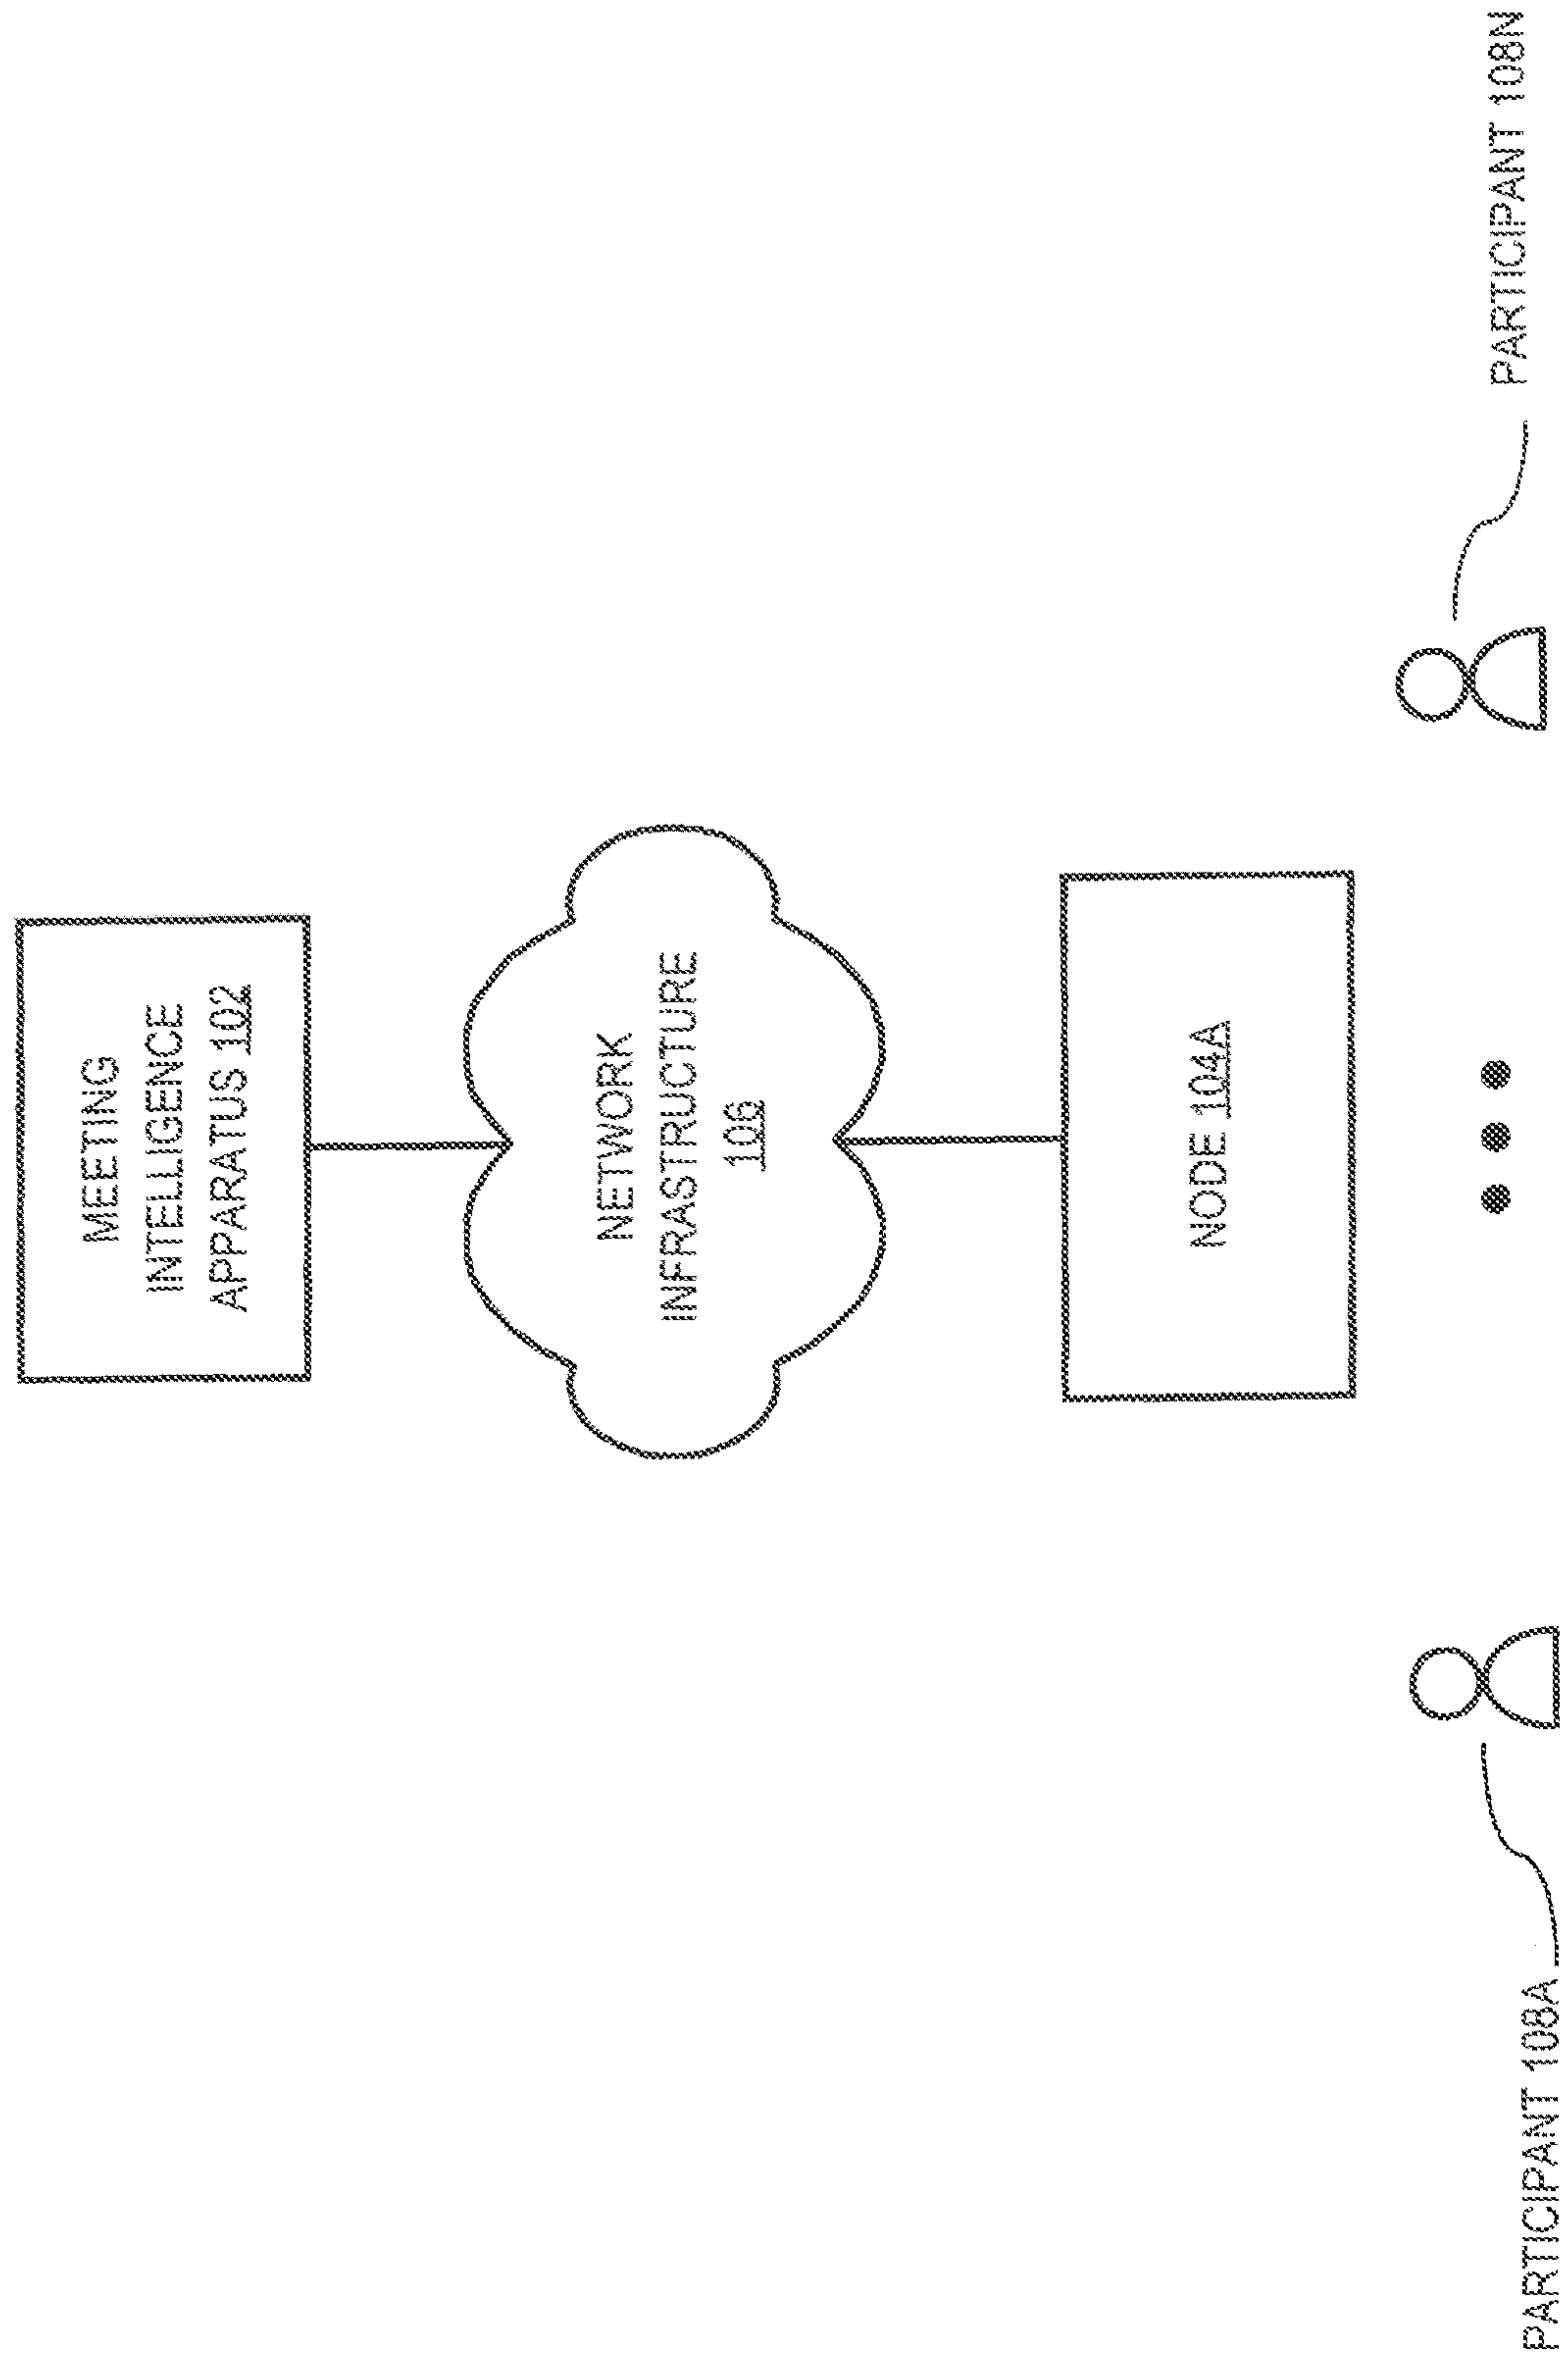 MEETING
INTELLIGENCE
APPARATUS 102
NETWORK
INFRASTRUCTURE
106
NODE 104A
PARTICIPANT 108A
PARTICIPANT 108N